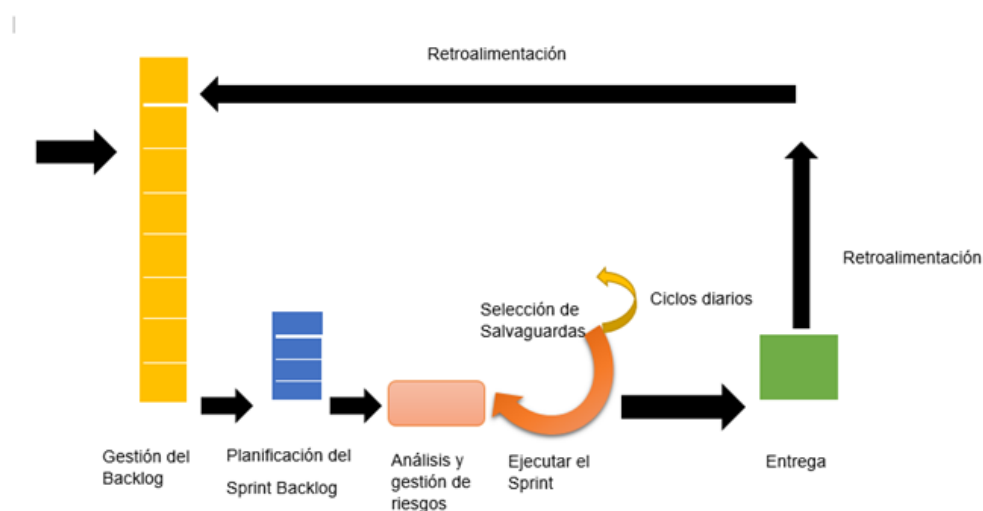 Retroalimentación
Retroalimentación
Selección de
Salvaguardas
Ciclos diarios
Gestión del
Backlog
Planificación del
Sprint Backlog
Análisis y
gestión de
riesgos
Ejecutar el
Sprint
Entrega